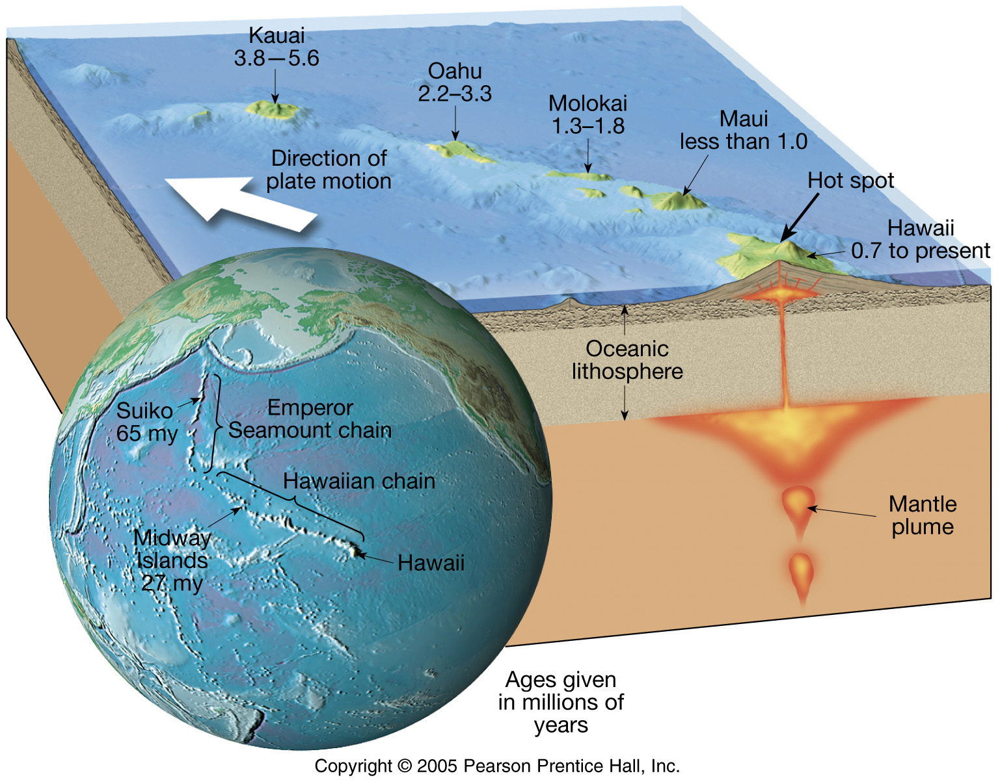 Kauai
3.8—5.6
Oahu
2.2–3.3
Molokai
1.3–1.8
Maui
less than 1.0
Direction of
plate motion
Hot spot
Hawaii
0.7 to present
Oceanic
lithosphere
Suiko
65 my
Emperor
Seamount chain
Hawaiian chain
Midway
Islands
27 my
Hawaii
Mantle
plume
Ages given
in millions of
years
Copyright © 2005 Pearson Prentice Hall, Inc.